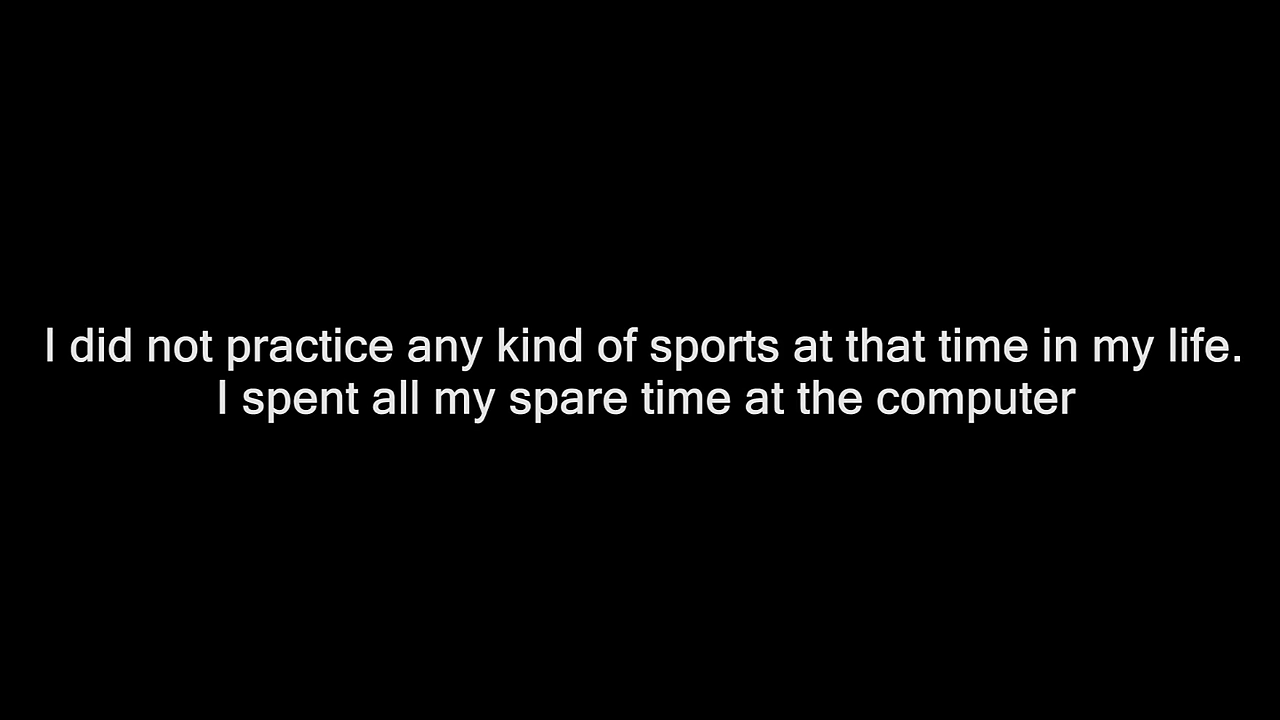 I did not practice any kind of sports at that time in my life.
I spent all my spare time at the computer